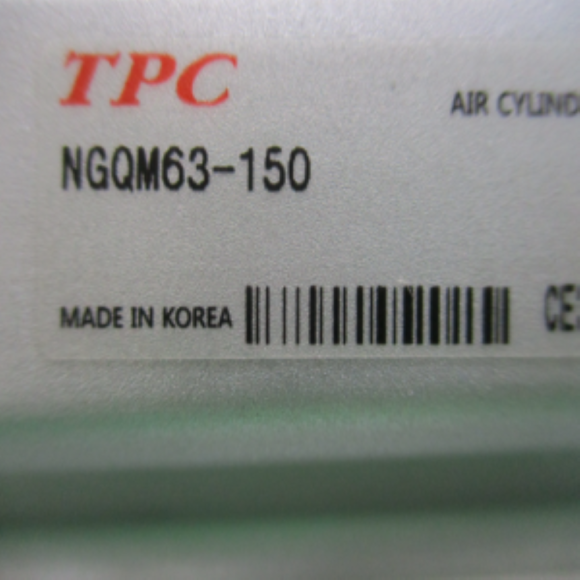 TPC
AIR CYLIND
NGQM63-150
MADE IN KOREA
CE